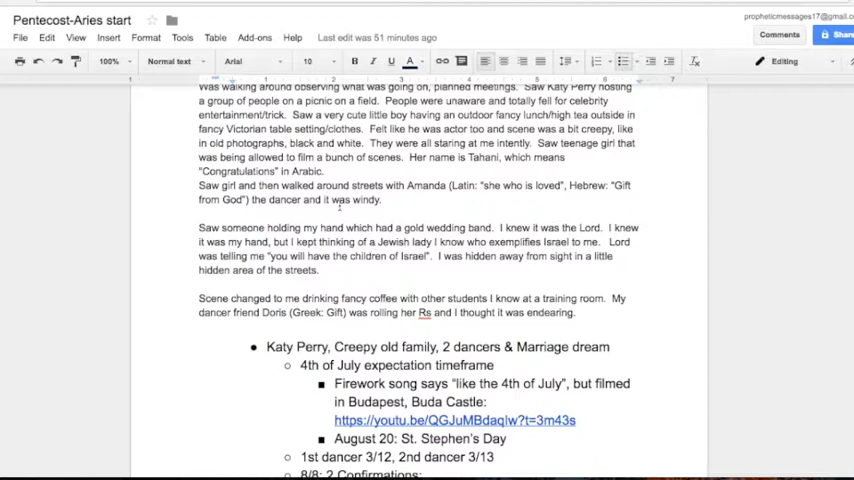 Pentecost-Aries start
propheticmessages17@gmail.c
File Edit View Insert Format Tools Table Add-ons Help Last edit was 51 minutes ago
Comments Shar
100% Normal text Arial 10 B I U A Editing
1 1 2 3 4 5 6 7
Was walking around observing what was going on, planned meetings. Saw Katy Perry hosting
a group of people on a picnic on a field. People were unaware and totally fell for celebrity
entertainment/trick. Saw a very cute little boy having an outdoor fancy lunch/high tea outside in
fancy Victorian table setting/clothes. Felt like he was actor too and scene was a bit creepy, like
in old photographs, black and white. They were all staring at me intently. Saw teenage girl that
was being allowed to film a bunch of scenes. Her name is Tahani, which means
"Congratulations" in Arabic.
Saw girl and then walked around streets with Amanda (Latin: "she who is loved", Hebrew: "Gift
from God") the dancer and it was windy.
Saw someone holding my hand which had a gold wedding band. I knew it was the Lord. I knew
it was my hand, but I kept thinking of a Jewish lady I know who exemplifies Israel to me. Lord
was telling me "you will have the children of Israel". I was hidden away from sight in a little
hidden area of the streets.
Scene changed to me drinking fancy coffee with other students I know at a training room. My
dancer friend Doris (Greek: Gift) was rolling her Rs and I thought it was endearing.
● Katy Perry, Creepy old family, 2 dancers & Marriage dream
○ 4th of July expectation timeframe
■ Firework song says "like the 4th of July", but filmed
in Budapest, Buda Castle:
https://youtu.be/QGJuMBdaqIw?t=3m43s
■ August 20: St. Stephen's Day
○ 1st dancer 3/12, 2nd dancer 3/13
○ 8/8: 2 Confirmations: